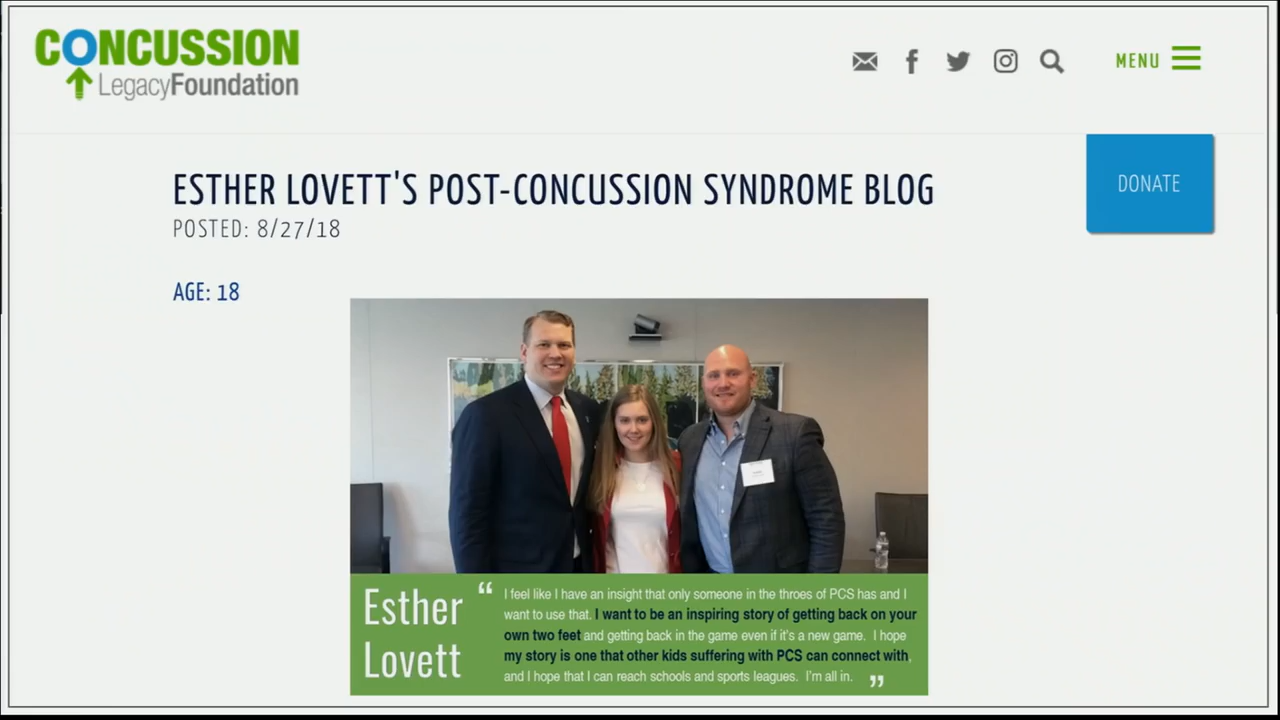 CONCUSSION
LegacyFoundation
MENU
DONATE
ESTHER LOVETT'S POST-CONCUSSION SYNDROME BLOG
POSTED: 8/27/18
AGE: 18
Esther
Lovett
“ I feel like I have an insight that only someone in the throes of PCS has and I
want to use that. I want to be an inspiring story of getting back on your
own two feet and getting back in the game even if it's a new game. I hope
my story is one that other kids suffering with PCS can connect with,
and I hope that I can reach schools and sports leagues. I'm all in. ”